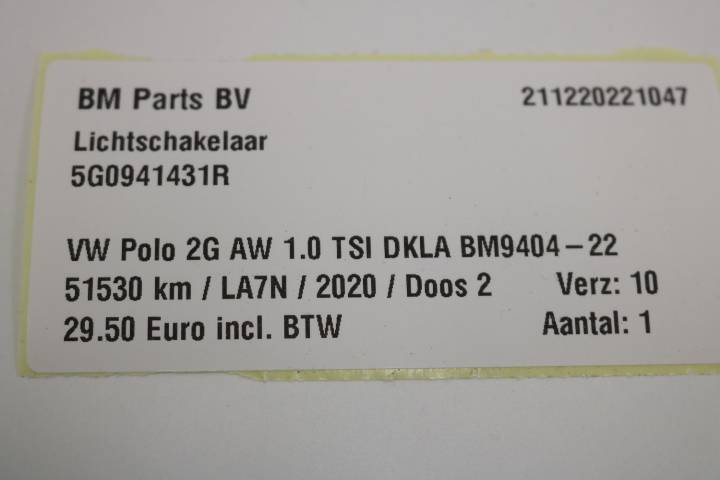 BM Parts BV 211220221047
Lichtschakelaar
5G0941431R
VW Polo 2G AW 1.0 TSI DKLA BM9404-22
51530 km / LA7N / 2020 / Doos 2 Verz: 10
29.50 Euro incl. BTW Aantal: 1